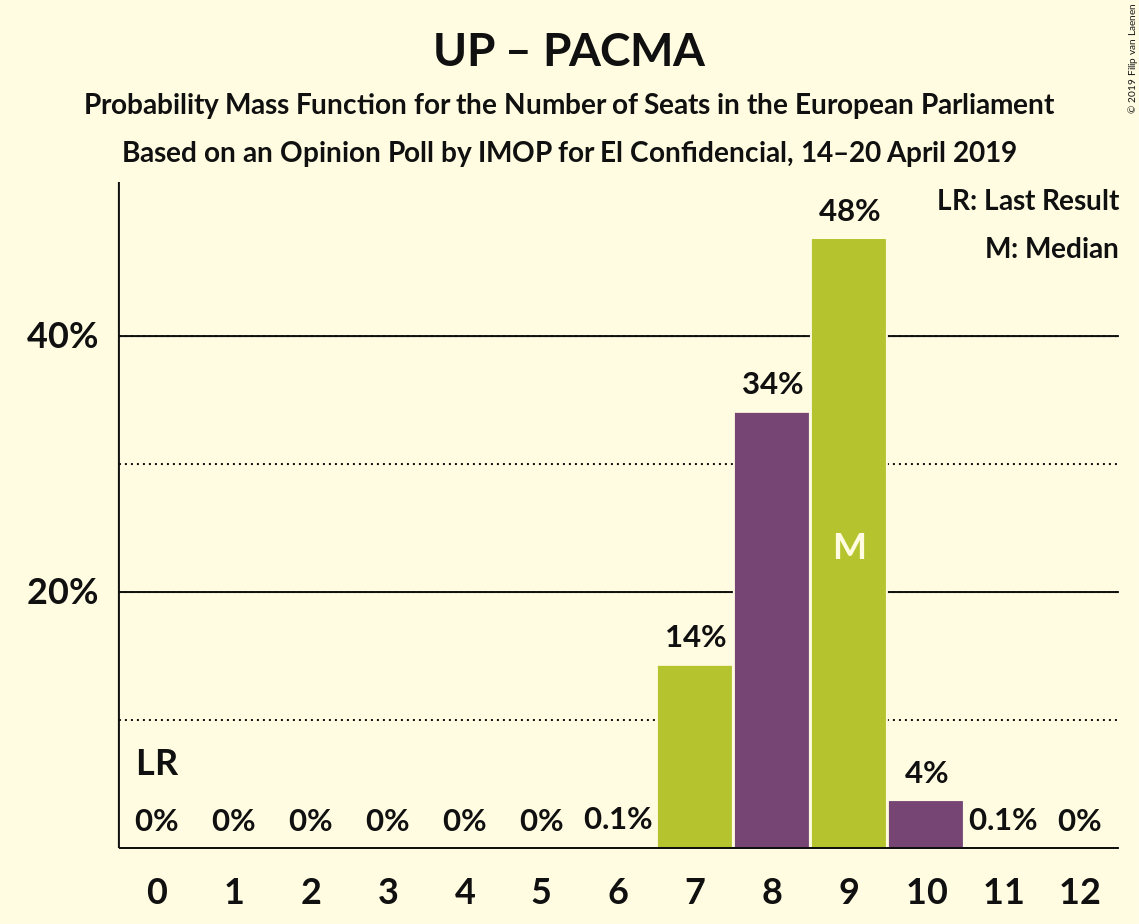 UP – PACMA
Probability Mass Function for the Number of Seats in the European Parliament
Based on an Opinion Poll by IMOP for El Confidencial, 14–20 April 2019
© 2019 Filip van Laenen
LR: Last Result
M: Median
48%
40%
34%
M
20%
14%
LR
4%
0% 0% 0% 0% 0% 0% 0.1% 0.1% 0%
0 1 2 3 4 5 6 7 8 9 10 11 12